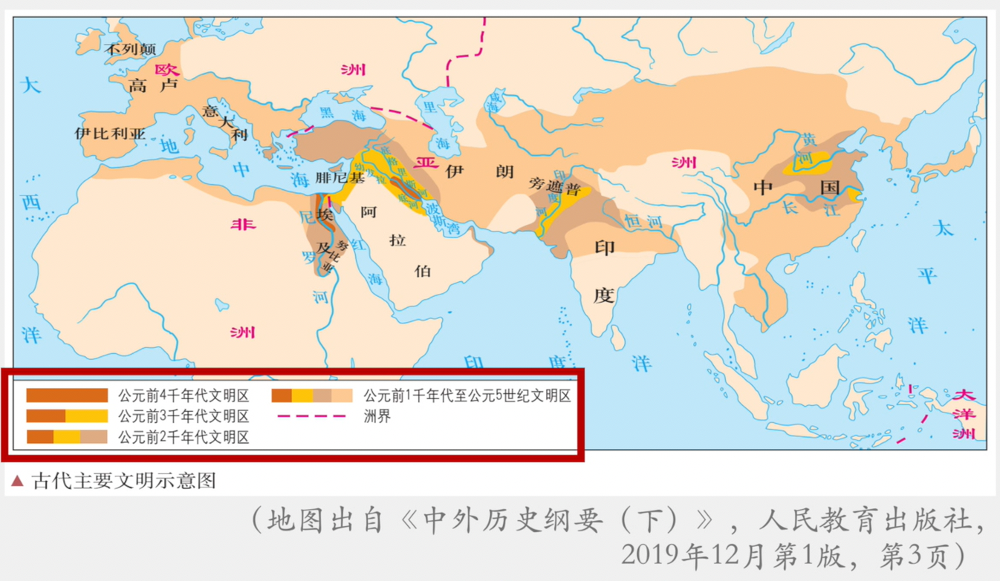 不列颠
欧
洲
高卢
大
意大利
伊比利亚
地
中
海
黑海
里
海
咸海
亚
洲
伊朗
腓尼基
幼发拉底河
底格里斯河
旁遮普
印度河
恒河
黄河
中国
长江
西
非
尼
罗
河
埃及
努比亚
红
海
阿
拉
伯
波斯湾
印
度
太
平
洋
洋
洲
印度洋
大洋洲
公元前4千年代文明区
公元前3千年代文明区
公元前2千年代文明区
公元前1千年代至公元5世纪文明区
洲界
▲ 古代主要文明示意图
（地图出自《中外历史纲要（下）》，人民教育出版社，
2019年12月第1版，第3页）